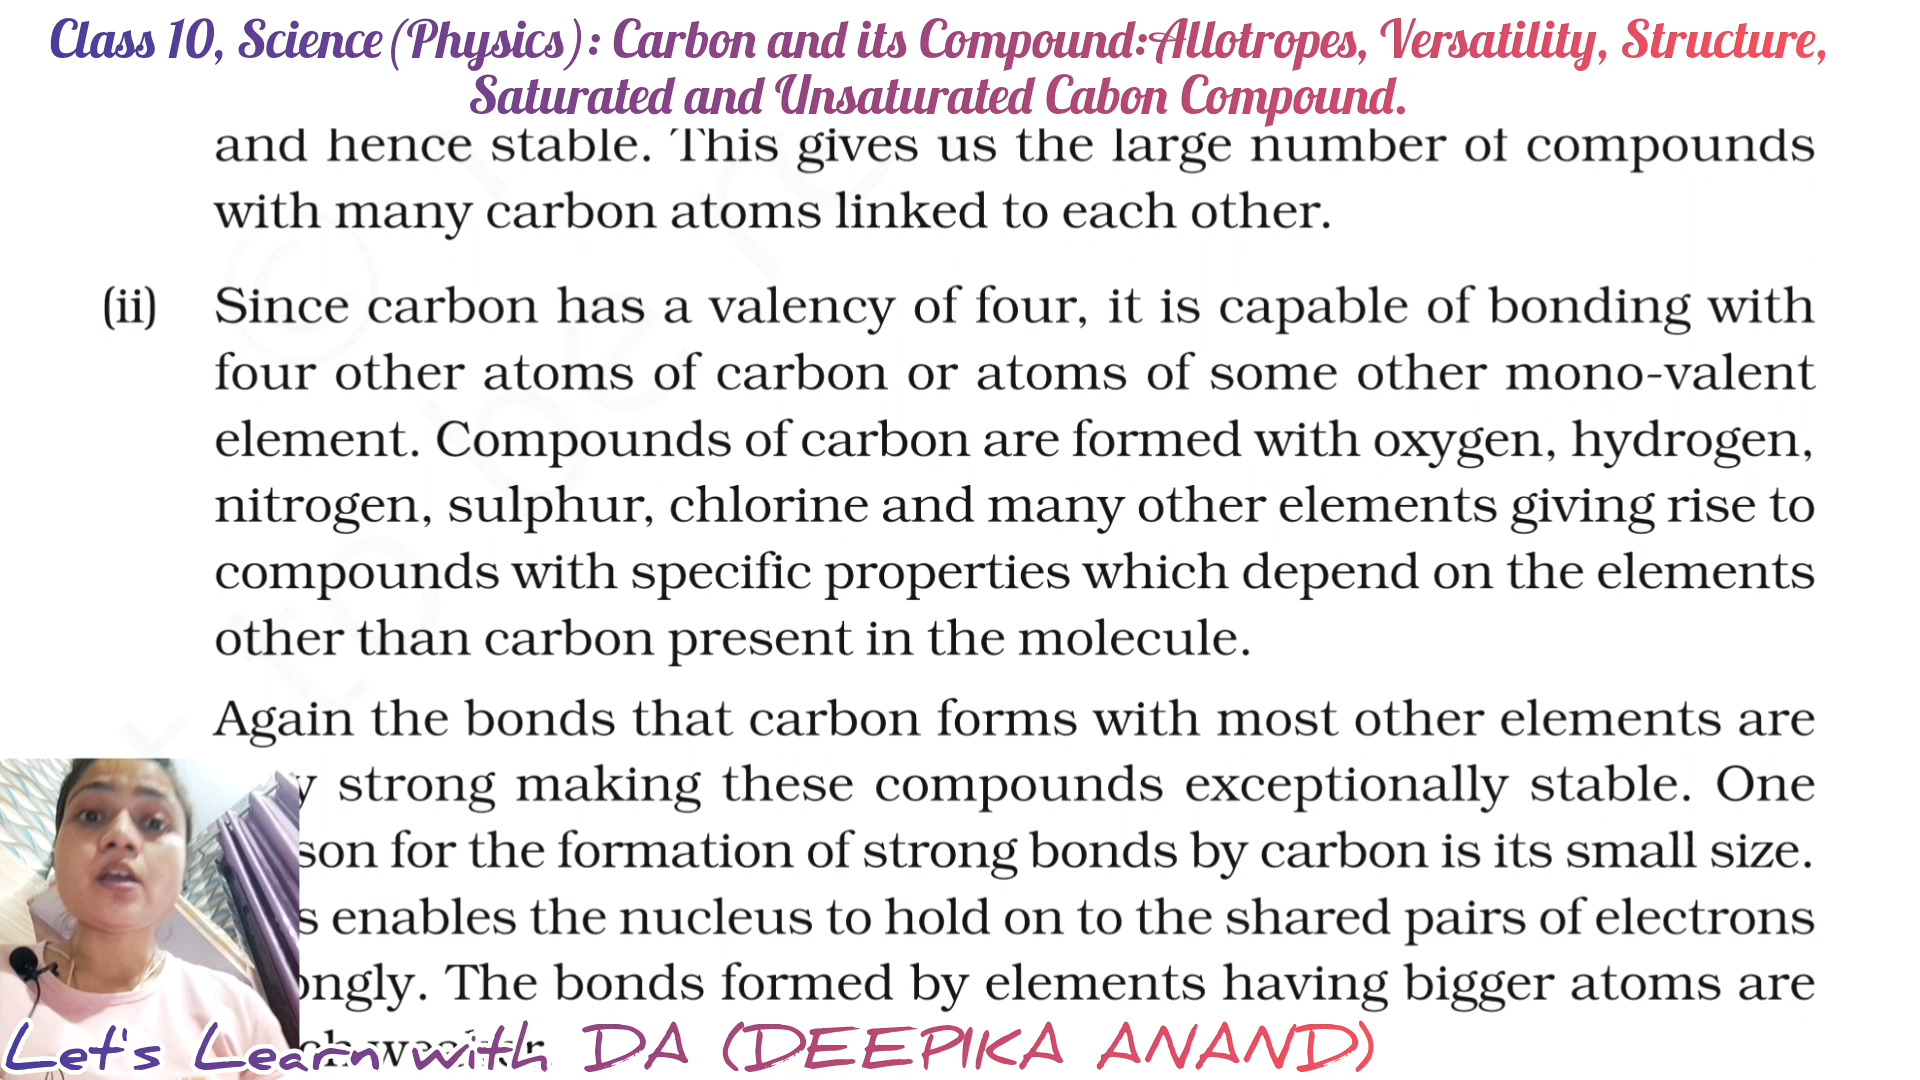 Class 10, Science (Physics): Carbon and its Compound:Allotropes, Versatility, Structure,
Saturated and Unsaturated Cabon Compound.
and hence stable. This gives us the large number of compounds
with many carbon atoms linked to each other.
(ii) Since carbon has a valency of four, it is capable of bonding with
four other atoms of carbon or atoms of some other mono-valent
element. Compounds of carbon are formed with oxygen, hydrogen,
nitrogen, sulphur, chlorine and many other elements giving rise to
compounds with specific properties which depend on the elements
other than carbon present in the molecule.
Again the bonds that carbon forms with most other elements are
strong making these compounds exceptionally stable. One
for the formation of strong bonds by carbon is its small size.
enables the nucleus to hold on to the shared pairs of electrons
The bonds formed by elements having bigger atoms are
Let's Learn with DA (DEEPIKA ANAND)